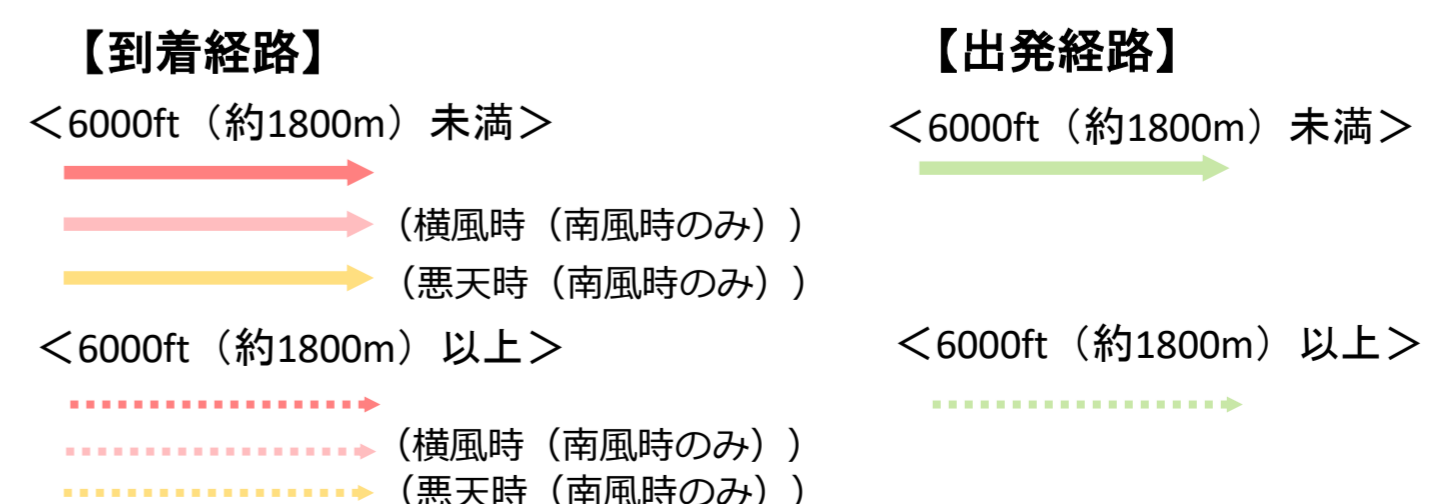 【到着経路】
＜6000ft（約1800m）未満＞
（横風時（南風時のみ））
（悪天時（南風時のみ））
＜6000ft（約1800m）以上＞
（横風時（南風時のみ））
（悪天時（南風時のみ））
【出発経路】
＜6000ft（約1800m）未満＞
＜6000ft（約1800m）以上＞